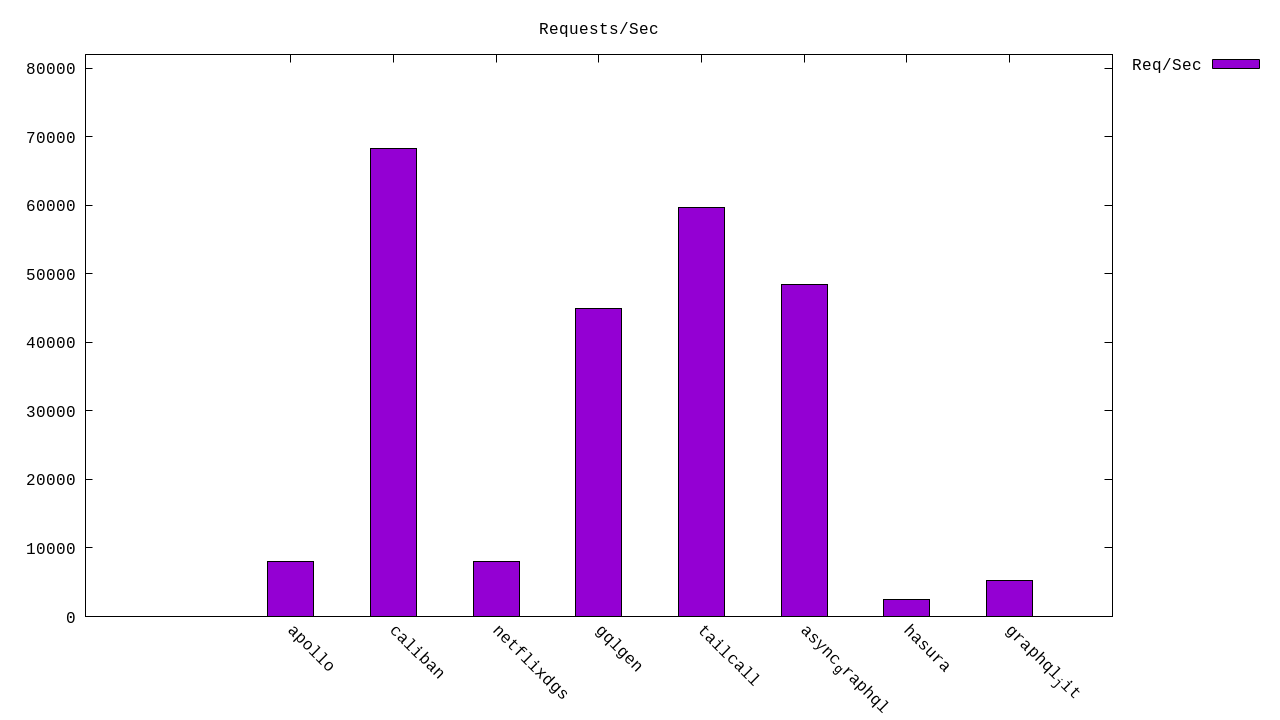 Requests/Sec
Req/Sec
80000
70000
60000
50000
40000
30000
20000
10000
0
apollo
caliban
netflixdgs
gqlgen
tailcall
async_graphql
hasura
graphql_jit